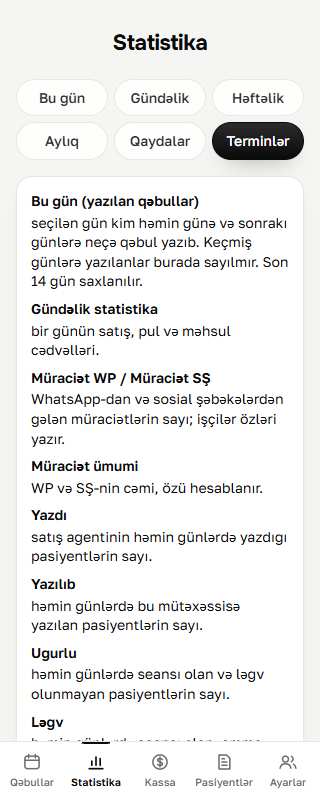 Statistika
Bu gün
Gündəlik
Həftəlik
Aylıq
Qaydalar
Terminlər
Bu gün (yazılan qəbullar)
seçilən gün kim həmin günə və sonrakı
günlərə neçə qəbul yazıb. Keçmiş
günlərə yazılanlar burada sayılmır. Son
14 gün saxlanılır.
Gündəlik statistika
bir günün satış, pul və məhsul
cədvəlləri.
Müraciət WP / Müraciət SŞ
WhatsApp-dan və sosial şəbəkələrdən
gələn müraciətlərin sayı; işçilər özləri
yazır.
Müraciət ümumi
WP və SŞ-nin cəmi, özü hesablanır.
Yazdı
satış agentinin həmin günlərdə yazdığı
pasiyentlərin sayı.
Yazılıb
həmin günlərdə bu mütəxəssisə
yazılan pasiyentlərin sayı.
Uğurlu
həmin günlərdə seansı olan və ləğv
olunmayan pasiyentlərin sayı.
Ləğv
Qəbullar
Statistika
Kassa
Pasiyentlər
Ayarlar